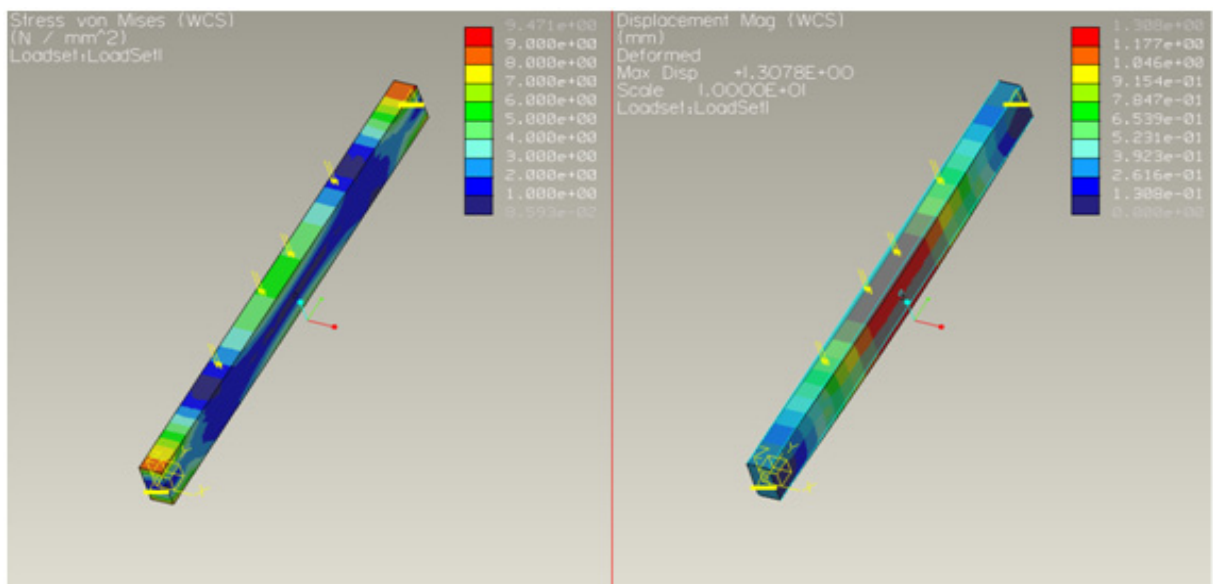 Stress von Mises (WCS)
(N / mm^2)
Loadset:LoadSet1
9.471e+00
9.000e+00
8.000e+00
7.000e+00
6.000e+00
5.000e+00
4.000e+00
3.000e+00
2.000e+00
1.000e+00
8.593e-02
Displacement Mag (WCS)
(mm)
Deformed
Max Disp +1.3078E+00
Scale 1.0000E+01
Loadset:LoadSet1
1.308e+00
1.177e+00
1.046e+00
9.154e-01
7.847e-01
6.539e-01
5.231e-01
3.923e-01
2.616e-01
1.308e-01
0.000e+00